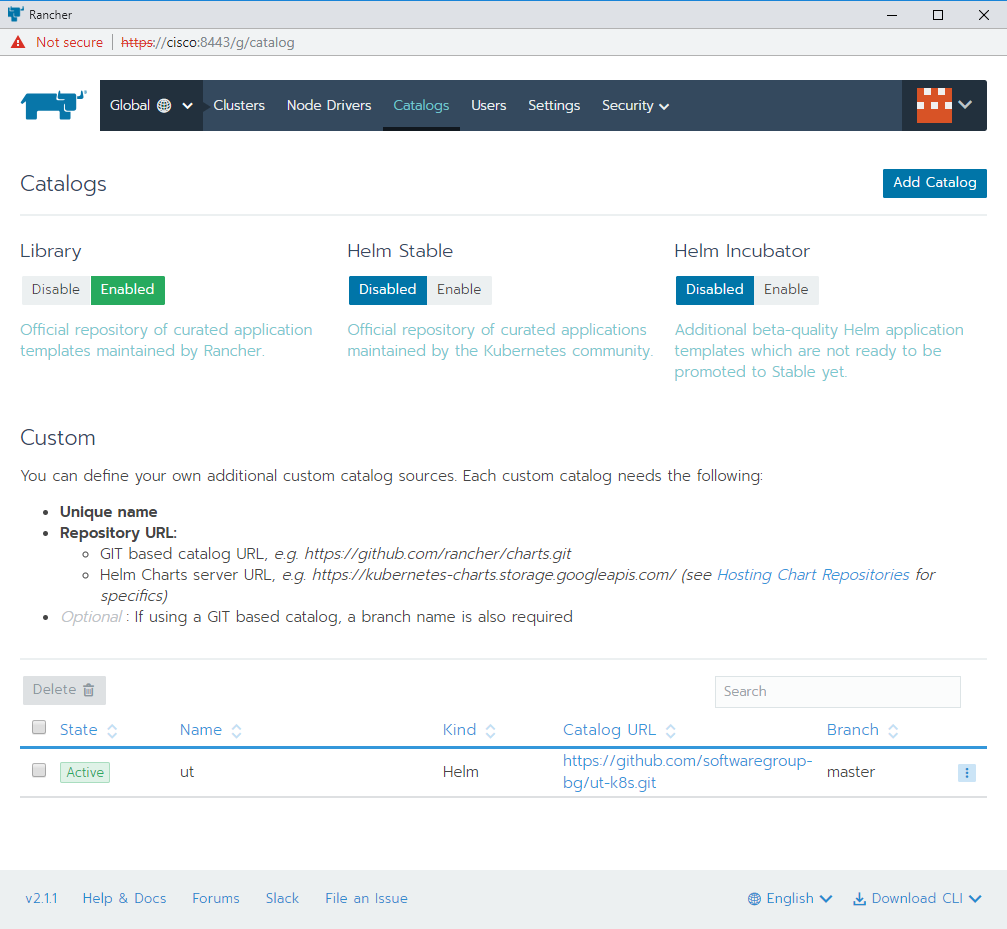 Rancher
Not secure | https://cisco:8443/g/catalog
Global Clusters Node Drivers Catalogs Users Settings Security
Catalogs
Add Catalog
Library
Disable Enabled
Official repository of curated application
templates maintained by Rancher.
Helm Stable
Disabled Enable
Official repository of curated applications
maintained by the Kubernetes community.
Helm Incubator
Disabled Enable
Additional beta-quality Helm application
templates which are not ready to be
promoted to Stable yet.
Custom
You can define your own additional custom catalog sources. Each custom catalog needs the following:
• Unique name
• Repository URL:
◦ GIT based catalog URL, e.g. https://github.com/rancher/charts.git
◦ Helm Charts server URL, e.g. https://kubernetes-charts.storage.googleapis.com/ (see Hosting Chart Repositories for
specifics)
• Optional : If using a GIT based catalog, a branch name is also required
Delete
Search
State Name Kind Catalog URL Branch
Active ut Helm https://github.com/softwaregroup-
bg/ut-k8s.git master
v2.1.1 Help & Docs Forums Slack File an Issue English Download CLI